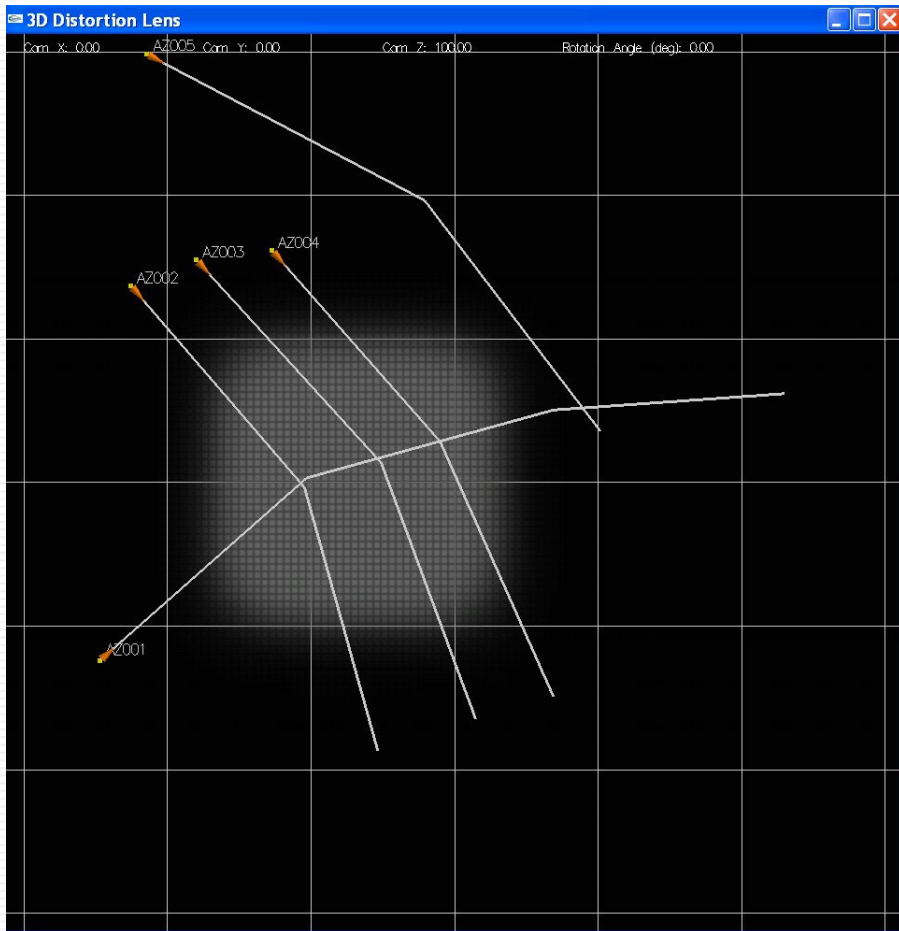 3D Distortion Lens
Cam X: 0.00 Cam Y: 0.00 Cam Z: 100.00 Rotation Angle (deg): 0.00
AZ005
AZ004
AZ003
AZ002
AZ001